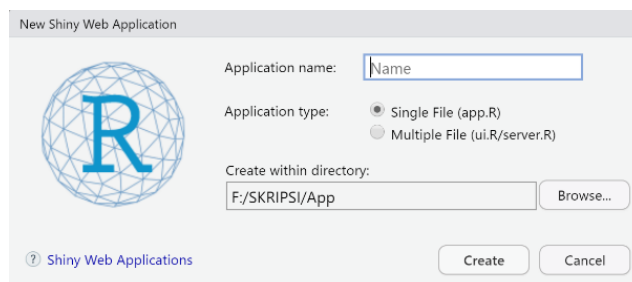 New Shiny Web Application
Application name: Name
R
Application type: Single File (app.R)
Multiple File (ui.R/server.R)
Create within directory:
F:/SKRIPSI/App Browse...
? Shiny Web Applications Create Cancel